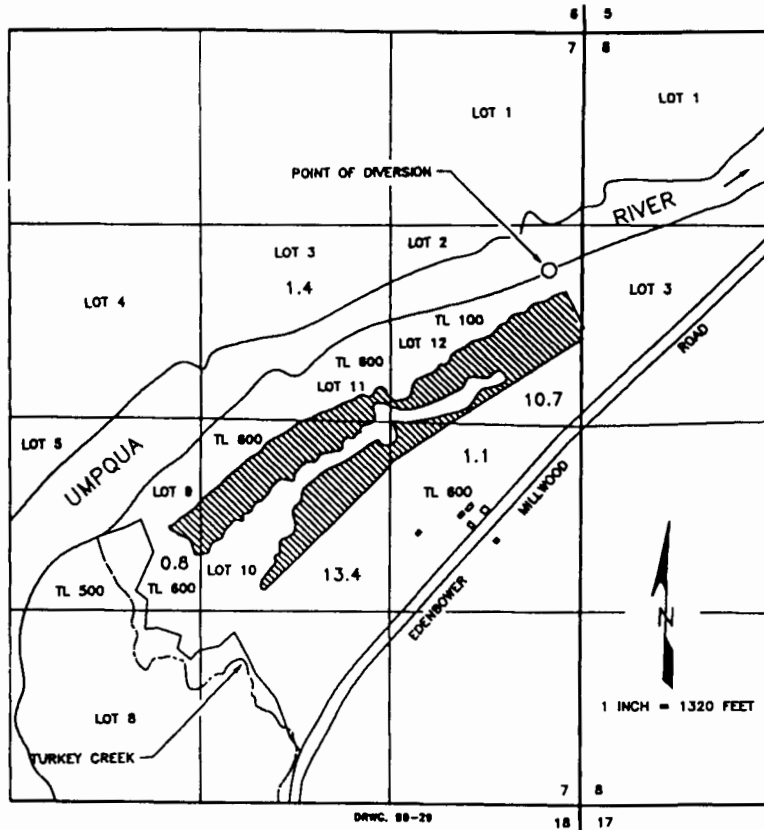 6 5
7 8
LOT 1
LOT 1
POINT OF DIVERSION
RIVER
LOT 2
LOT 3
1.4
LOT 4
LOT 3
TL 100
LOT 12
TL 600
LOT 11
ROAD
10.7
LOT 5
TL 600
UMPQUA
1.1
LOT 9
TL 600
MILLWOOD
0.8
LOT 10
13.4
TL 500
TL 600
EDENBOWER
N
1 INCH = 1320 FEET
LOT 8
TURKEY CREEK
7 8
DRWG. 99-29
18 17